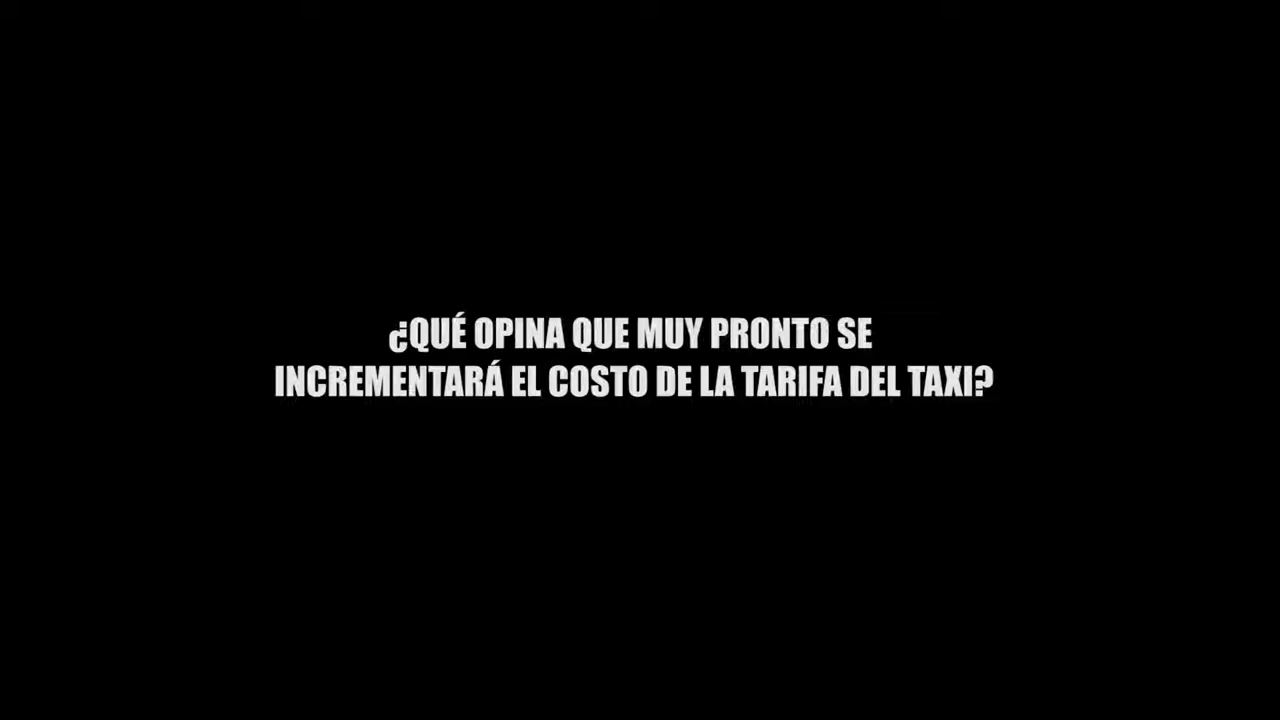 ¿QUÉ OPINA QUE MUY PRONTO SE
INCREMENTARÁ EL COSTO DE LA TARIFA DEL TAXI?